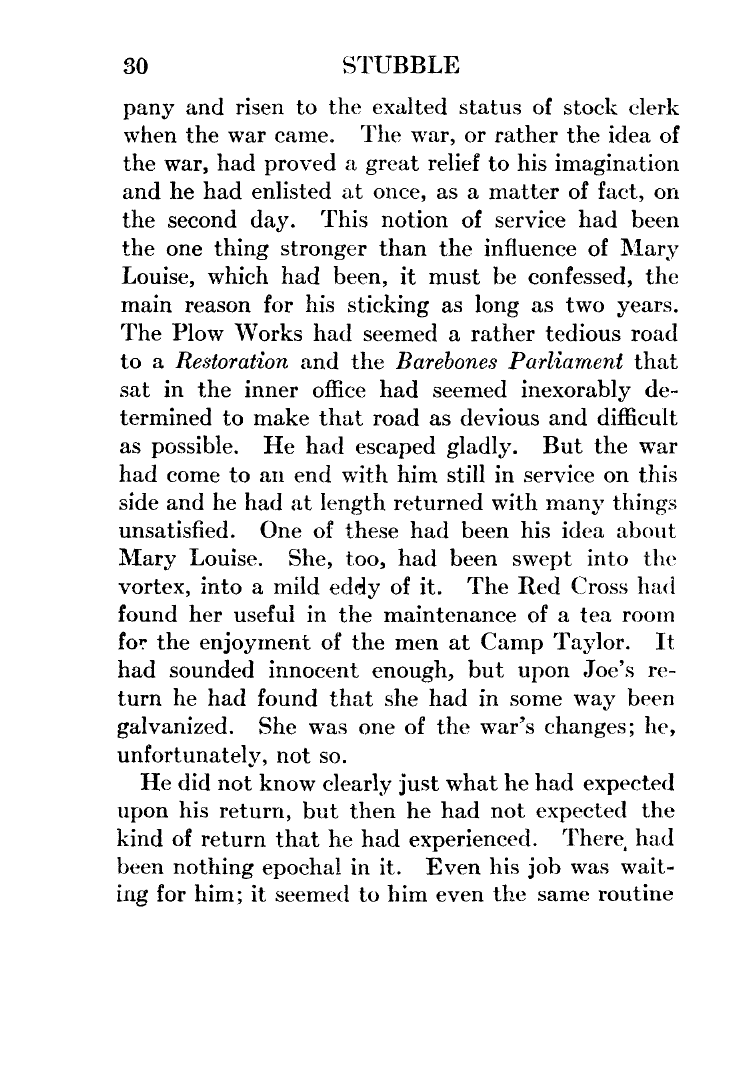 30 STUBBLE
pany and risen to the exalted status of stock clerk
when the war came. The war, or rather the idea of
the war, had proved a great relief to his imagination
and he had enlisted at once, as a matter of fact, on
the second day. This notion of service had been
the one thing stronger than the influence of Mary
Louise, which had been, it must be confessed, the
main reason for his sticking as long as two years.
The Plow Works had seemed a rather tedious road
to a Restoration and the Barebones Parliament that
sat in the inner office had seemed inexorably de-
termined to make that road as devious and difficult
as possible. He had escaped gladly. But the war
had come to an end with him still in service on this
side and he had at length returned with many things
unsatisfied. One of these had been his idea about
Mary Louise. She, too, had been swept into the
vortex, into a mild eddy of it. The Red Cross had
found her useful in the maintenance of a tea room
for the enjoyment of the men at Camp Taylor. It
had sounded innocent enough, but upon Joe's re-
turn he had found that she had in some way been
galvanized. She was one of the war's changes; he,
unfortunately, not so.
He did not know clearly just what he had expected
upon his return, but then he had not expected the
kind of return that he had experienced. There had
been nothing epochal in it. Even his job was wait-
ing for him; it seemed to him even the same routine